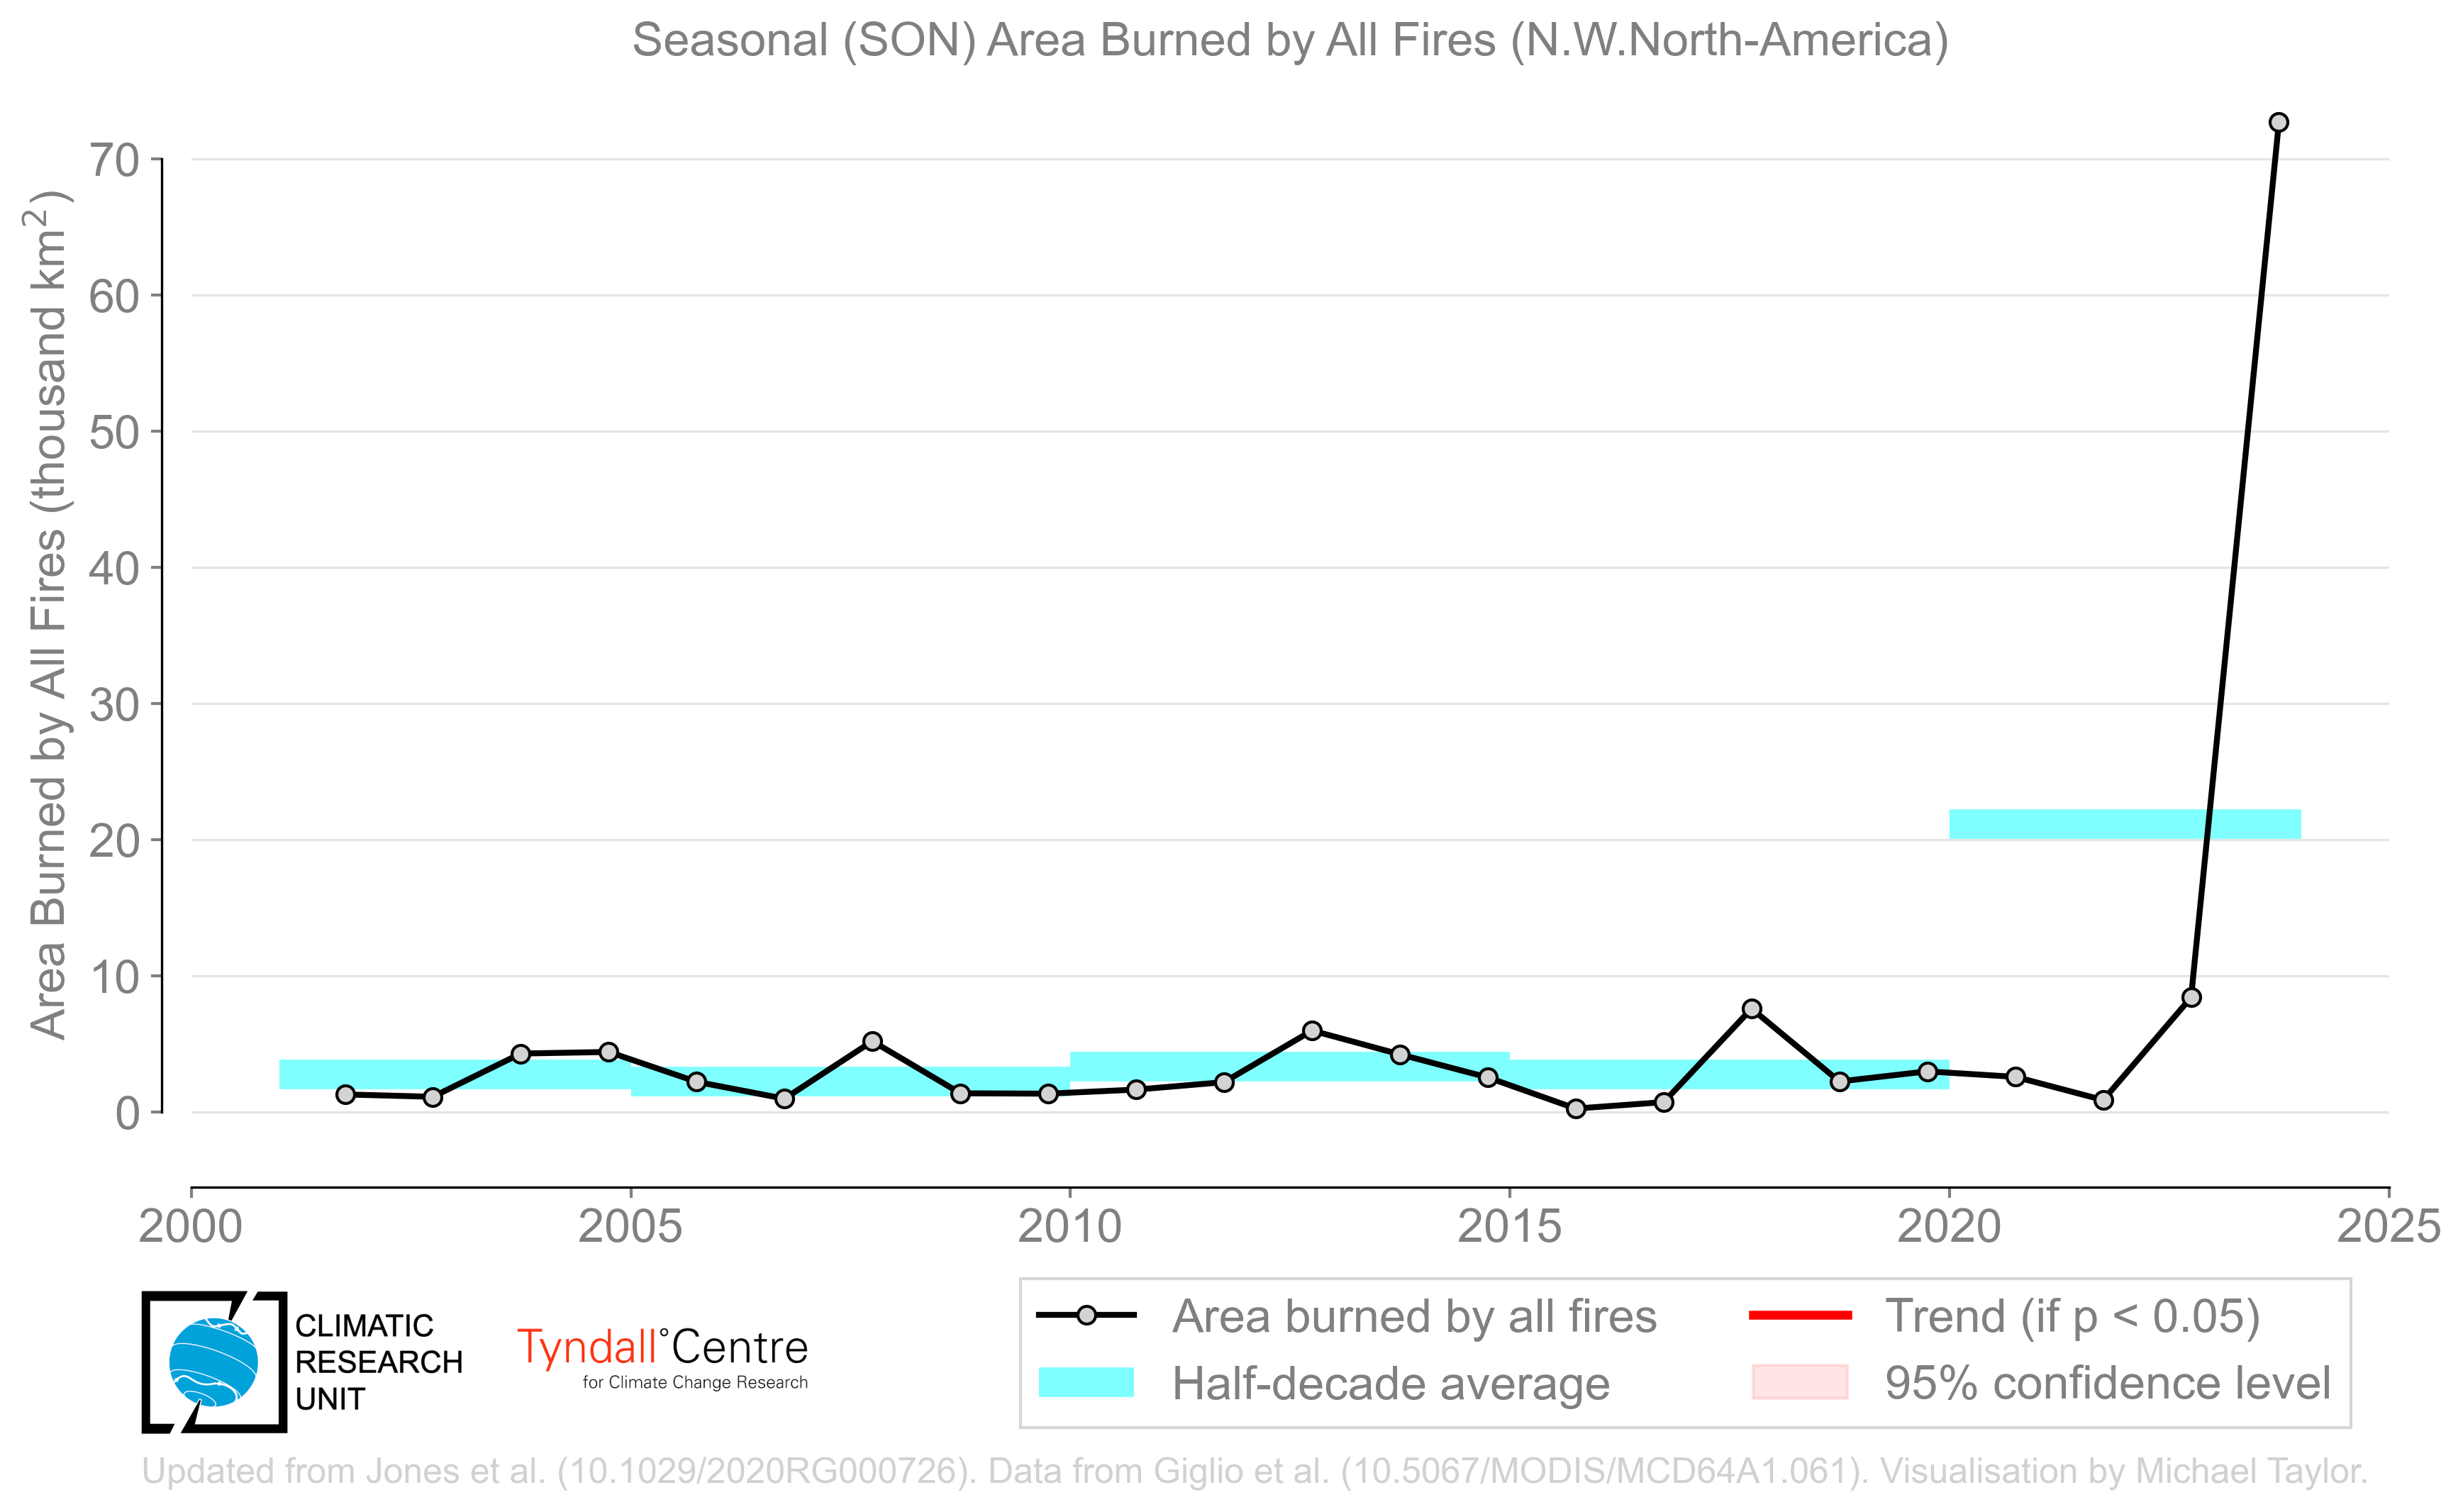 Seasonal (SON) Area Burned by All Fires (N.W.North-America)
Area Burned by All Fires (thousand km²)
70
60
50
40
30
20
10
0
2000 2005 2010 2015 2020 2025
CLIMATIC
RESEARCH
UNIT
Tyndall°Centre
for Climate Change Research
Area burned by all fires
Half-decade average
Trend (if p < 0.05)
95% confidence level
Updated from Jones et al. (10.1029/2020RG000726). Data from Giglio et al. (10.5067/MODIS/MCD64A1.061). Visualisation by Michael Taylor.